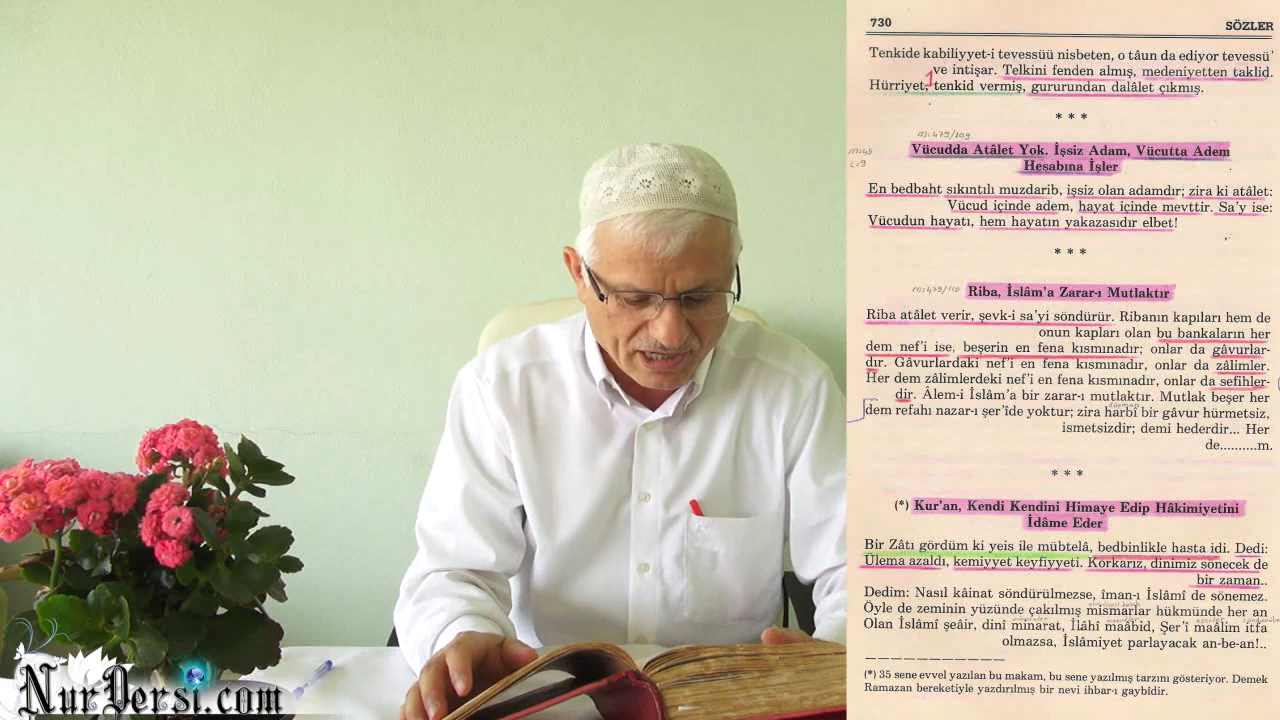 730 SÖZLER
Tenkide kabiliyyet-i tevessüü nisbeten, o tâun da ediyor tevessü'
ve intişar. Telkini fenden almış, medeniyetten taklid.
Hürriyet, tenkid vermiş, gururundan dalâlet çıkmış.
* * *
m: 479/109
Vücudda Atâlet Yok. İşsiz Adam, Vücutta Adem
Hesabına İşler
En bedbaht sıkıntılı muzdarib, işsiz olan adamdır; zira ki atâlet:
Vücud içinde adem, hayat içinde mevttir. Sa'y ise:
Vücudun hayatı, hem hayatın yakazasıdır elbet!
* * *
m=479/110
Riba, İslâm'a Zarar-ı Mutlaktır
Riba atâlet verir, şevk-i sa'yi söndürür. Ribanın kapıları hem de
onun kapları olan bu bankaların her
dem nef'i ise, beşerin en fena kısmınadır; onlar da gâvurlar-
dır. Gâvurlardaki nef'i en fena kısmınadır, onlar da zâlimler.
Her dem zâlimlerdeki nef'i en fena kısmınadır, onlar da sefihler-
dir. Âlem-i İslâm'a bir zarar-ı mutlaktır. Mutlak beşer her
dem refahı nazar-ı şer'îde yoktur; zira harbî bir gâvur hürmetsiz,
ismetsizdir; demi hederdir... Her
de..........m.
* * *
(*) Kur'an, Kendi Kendini Himaye Edip Hâkimiyetini
İdâme Eder
Bir Zâtı gördüm ki yeis ile mübtelâ, bedbinlikle hasta idi. Dedi:
Ülema azaldı, kemiyyet keyfiyyeti. Korkarız, dinimiz sönecek de
bir zaman..
Dedim: Nasıl kâinat söndürülmezse, îman-ı İslâmî de sönemez.
Öyle de zeminin yüzünde çakılmış mismarlar hükmünde her an
Olan İslâmî şeâir, dinî minarat, İlâhî maâbid, Şer'î maâlim itfa
olmazsa, İslâmiyet parlayacak an-be-an!..
(*) 35 sene evvel yazılan bu makam, bu sene yazılmış tarzını gösteriyor. Demek
Ramazan bereketiyle yazdırılmış bir nevi ihbar-ı gaybîdir.
NurDersi.com